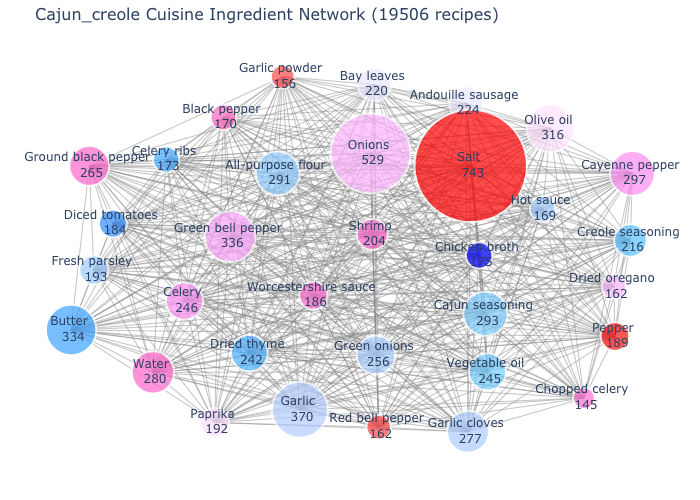 Cajun_creole Cuisine Ingredient Network (19506 recipes)
Garlic powder
156
Bay leaves
220
Andouille sausage
224
Black pepper
170
Olive oil
316
Onions
529
Celery ribs
173
Ground black pepper
265
All-purpose flour
291
Salt
743
Cayenne pepper
297
Hot sauce
169
Diced tomatoes
184
Green bell pepper
336
Shrimp
204
Creole seasoning
216
Chicken broth
Fresh parsley
193
Dried oregano
162
Celery
246
Worcestershire sauce
186
Cajun seasoning
293
Butter
334
Pepper
189
Dried thyme
242
Green onions
256
Water
280
Vegetable oil
245
Chopped celery
145
Garlic
370
Paprika
192
Red bell pepper
162
Garlic cloves
277